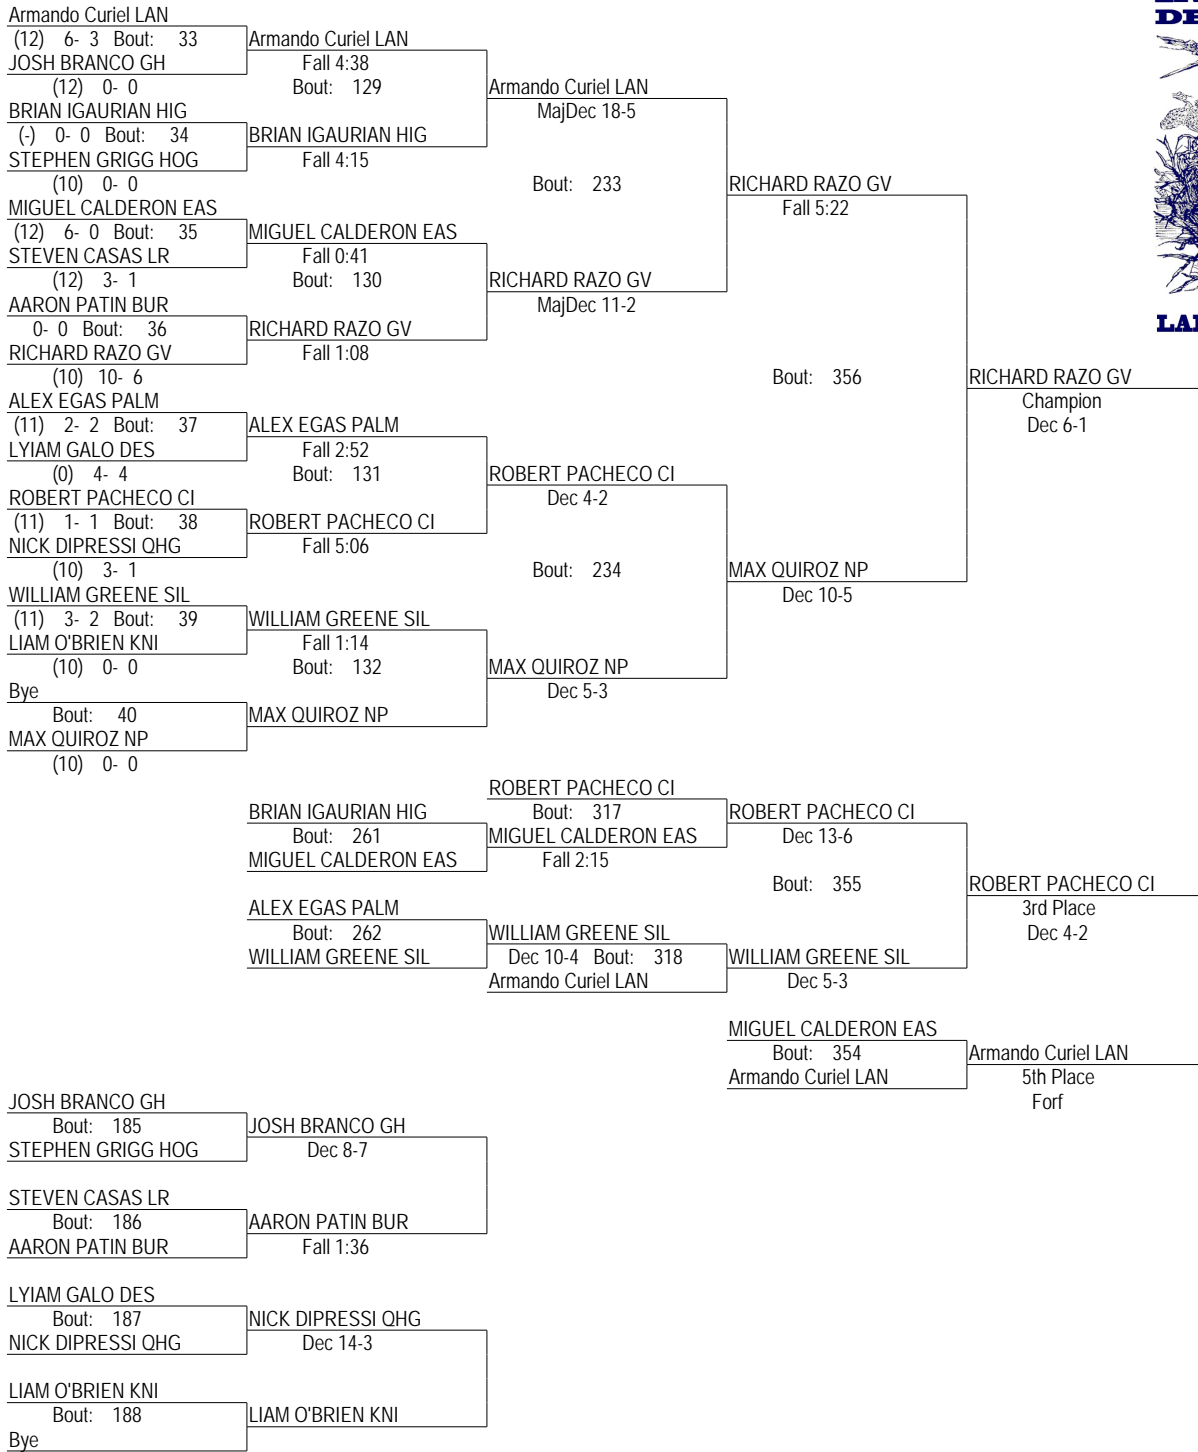 Armando Curiel LAN
(12) 6- 3 Bout: 33
Armando Curiel LAN
JOSH BRANCO GH
Fall 4:38
(12) 0- 0
Bout: 129
Armando Curiel LAN
BRIAN IGAURIAN HIG
MajDec 18-5
(-) 0- 0 Bout: 34
BRIAN IGAURIAN HIG
STEPHEN GRIGG HOG
Fall 4:15
(10) 0- 0
Bout: 233
RICHARD RAZO GV
MIGUEL CALDERON EAS
Fall 5:22
(12) 6- 0 Bout: 35
MIGUEL CALDERON EAS
STEVEN CASAS LR
Fall 0:41
(12) 3- 1
Bout: 130
RICHARD RAZO GV
AARON PATIN BUR
MajDec 11-2
0- 0 Bout: 36
RICHARD RAZO GV
RICHARD RAZO GV
Fall 1:08
(10) 10- 6
Bout: 356
RICHARD RAZO GV
ALEX EGAS PALM
Champion
(11) 2- 2 Bout: 37
ALEX EGAS PALM
Dec 6-1
LYIAM GALO DES
Fall 2:52
(0) 4- 4
Bout: 131
ROBERT PACHECO CI
ROBERT PACHECO CI
Dec 4-2
(11) 1- 1 Bout: 38
ROBERT PACHECO CI
NICK DIPRESSI QHG
Fall 5:06
(10) 3- 1
Bout: 234
MAX QUIROZ NP
WILLIAM GREENE SIL
Dec 10-5
(11) 3- 2 Bout: 39
WILLIAM GREENE SIL
LIAM O'BRIEN KNI
Fall 1:14
(10) 0- 0
Bout: 132
MAX QUIROZ NP
Bye
Dec 5-3
Bout: 40
MAX QUIROZ NP
MAX QUIROZ NP
(10) 0- 0
ROBERT PACHECO CI
BRIAN IGAURIAN HIG
Bout: 317
ROBERT PACHECO CI
Bout: 261
MIGUEL CALDERON EAS
Dec 13-6
MIGUEL CALDERON EAS
Fall 2:15
Bout: 355
ROBERT PACHECO CI
ALEX EGAS PALM
3rd Place
Bout: 262
WILLIAM GREENE SIL
Dec 4-2
WILLIAM GREENE SIL
Dec 10-4 Bout: 318
WILLIAM GREENE SIL
Armando Curiel LAN
Dec 5-3
MIGUEL CALDERON EAS
Bout: 354
Armando Curiel LAN
Armando Curiel LAN
5th Place
Forf
JOSH BRANCO GH
Bout: 185
JOSH BRANCO GH
STEPHEN GRIGG HOG
Dec 8-7
STEVEN CASAS LR
Bout: 186
AARON PATIN BUR
AARON PATIN BUR
Fall 1:36
LYIAM GALO DES
Bout: 187
NICK DIPRESSI QHG
NICK DIPRESSI QHG
Dec 14-3
LIAM O'BRIEN KNI
Bout: 188
LIAM O'BRIEN KNI
Bye